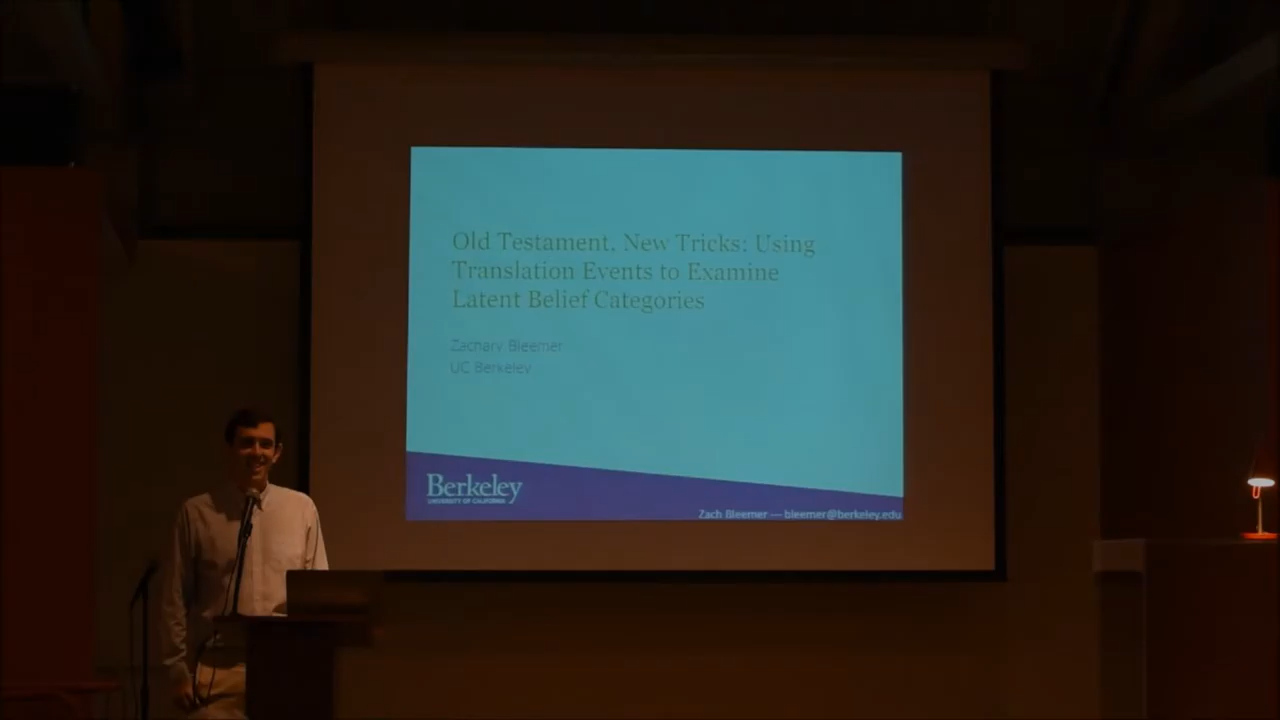 Old Testament, New Tricks: Using
Translation Events to Examine
Latent Belief Categories
Zachary Bleemer
UC Berkeley
Berkeley
UNIVERSITY OF CALIFORNIA
Zach Bleemer — bleemer@berkeley.edu